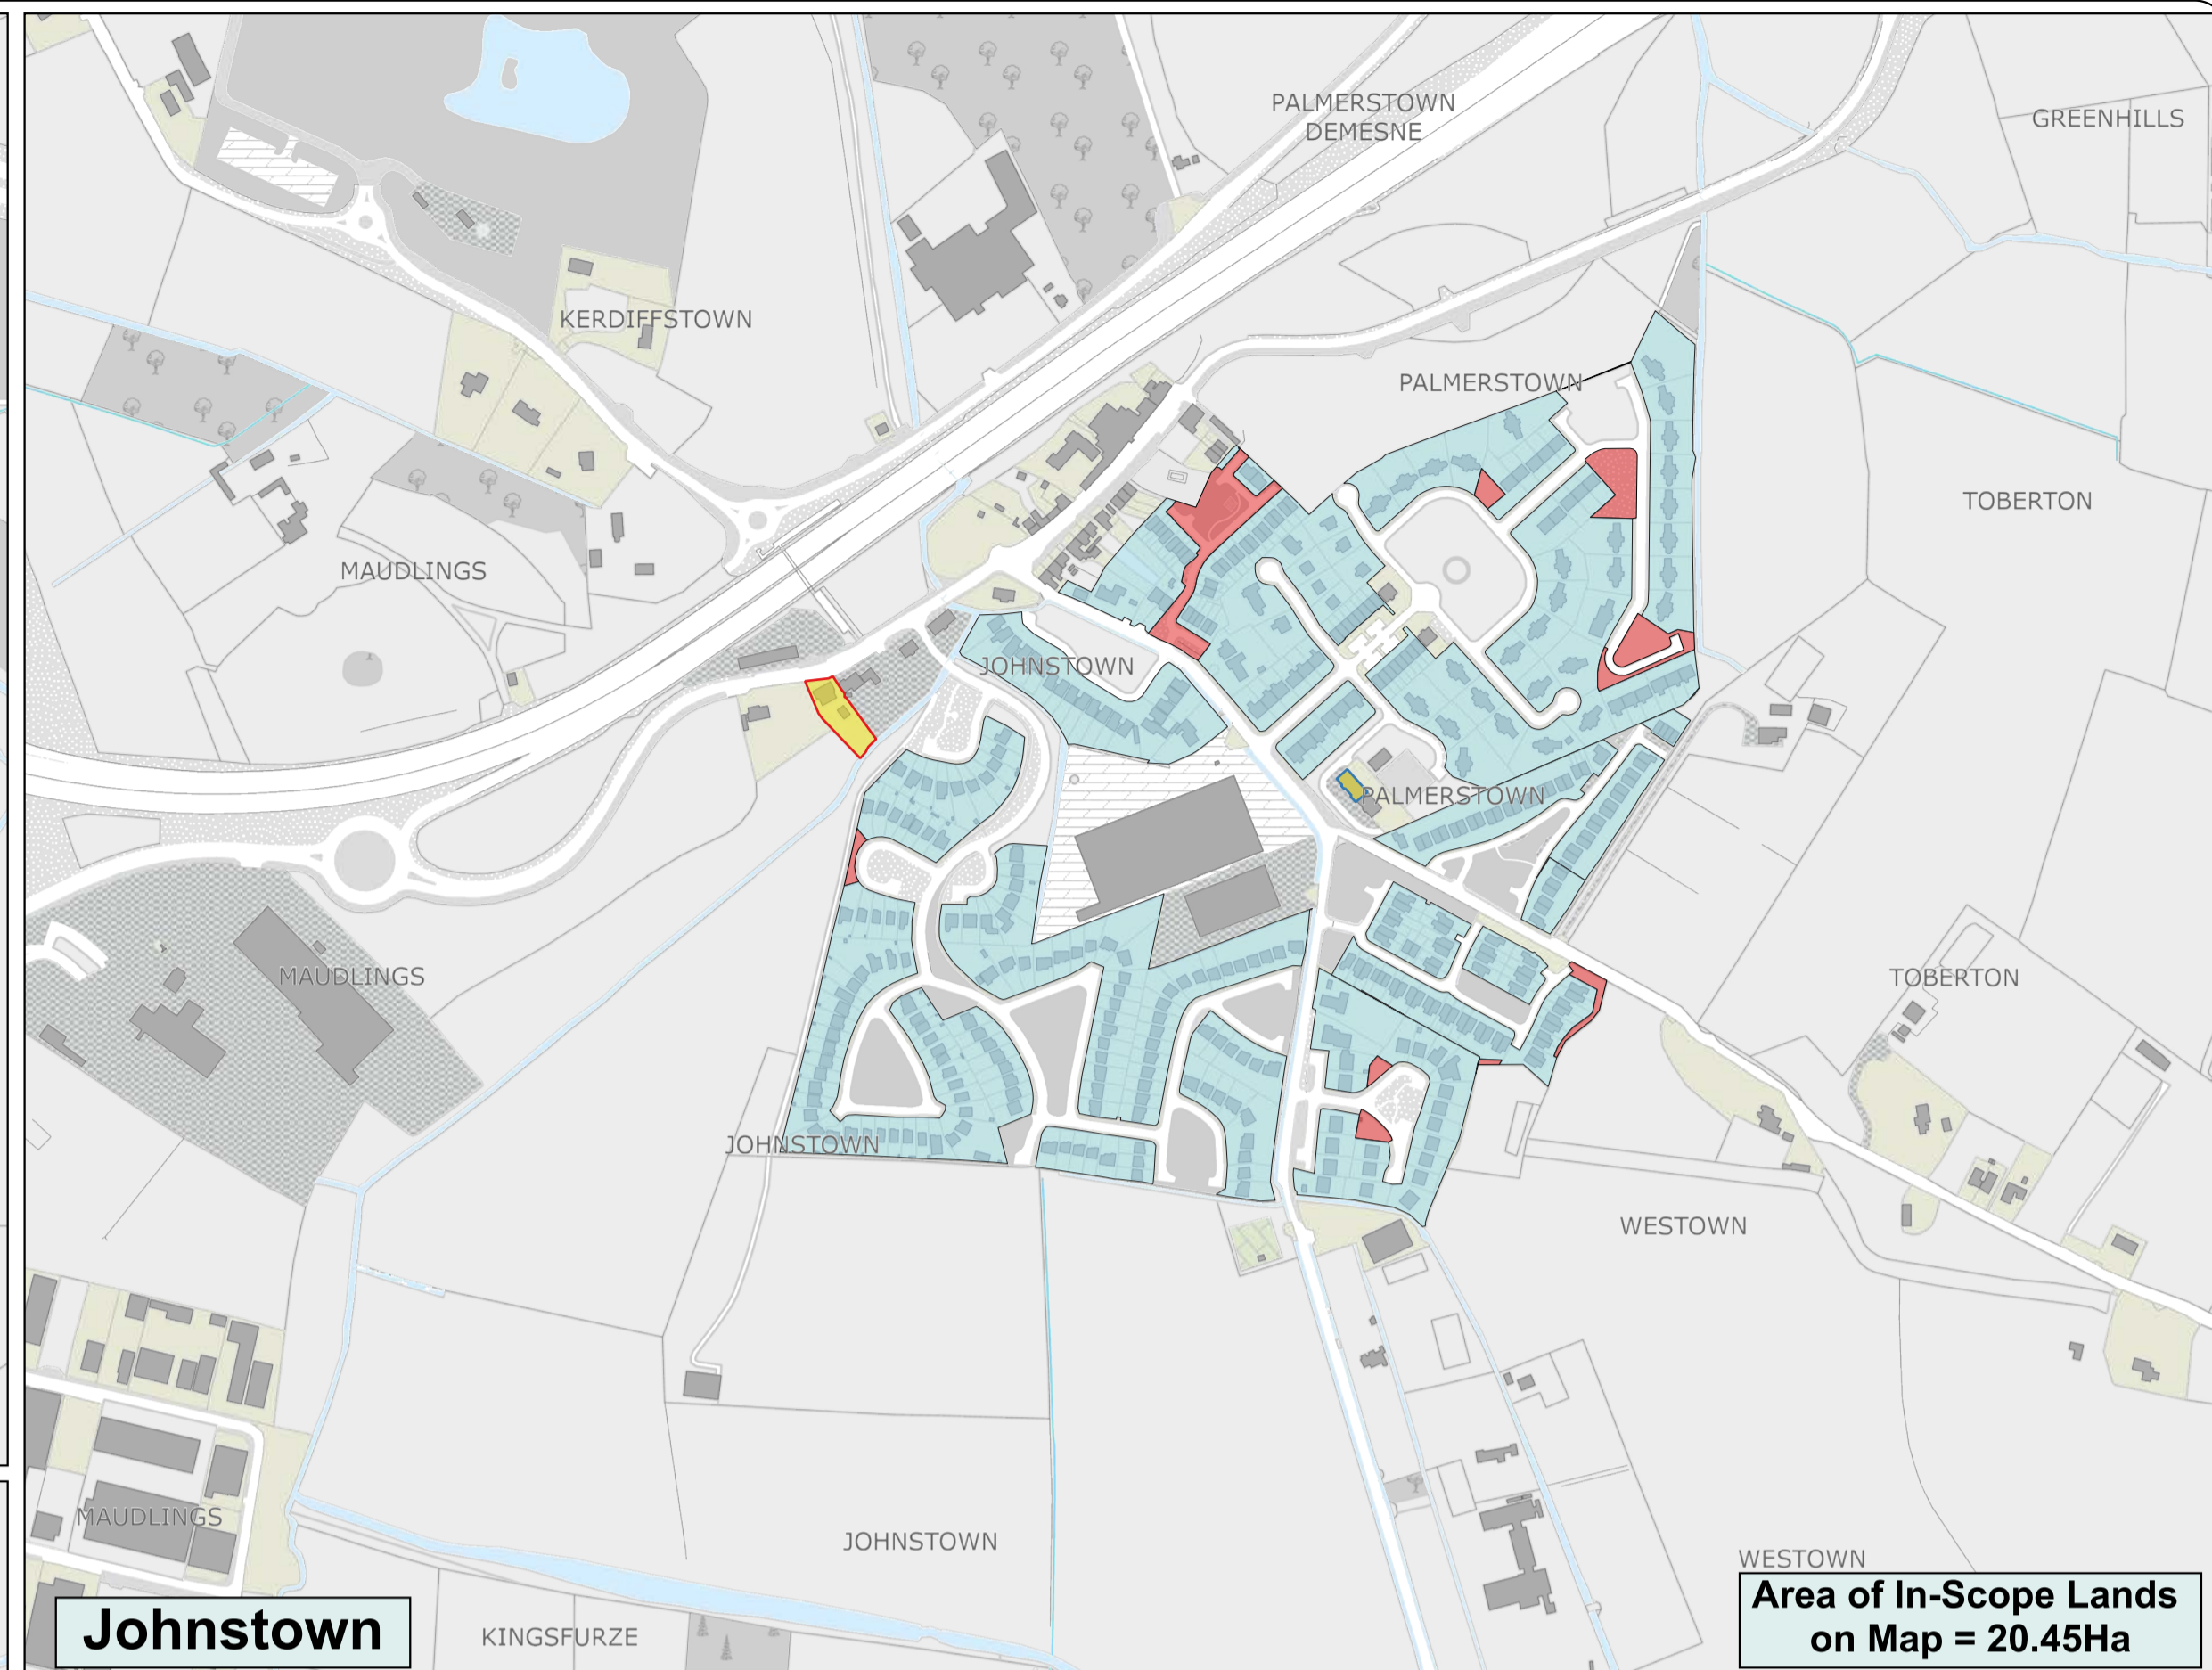 PALMERSTOWN
DEMESNE
GREENHILLS
KERDIFFSTOWN
PALMERSTOWN
TOBERTON
MAUDLINGS
JOHNSTOWN
PALMERSTOWN
MAUDLINGS
TOBERTON
JOHNSTOWN
WESTOWN
MAUDLINGS
JOHNSTOWN
WESTOWN
Area of In-Scope Lands
on Map = 20.45Ha
Johnstown
KINGSFURZE